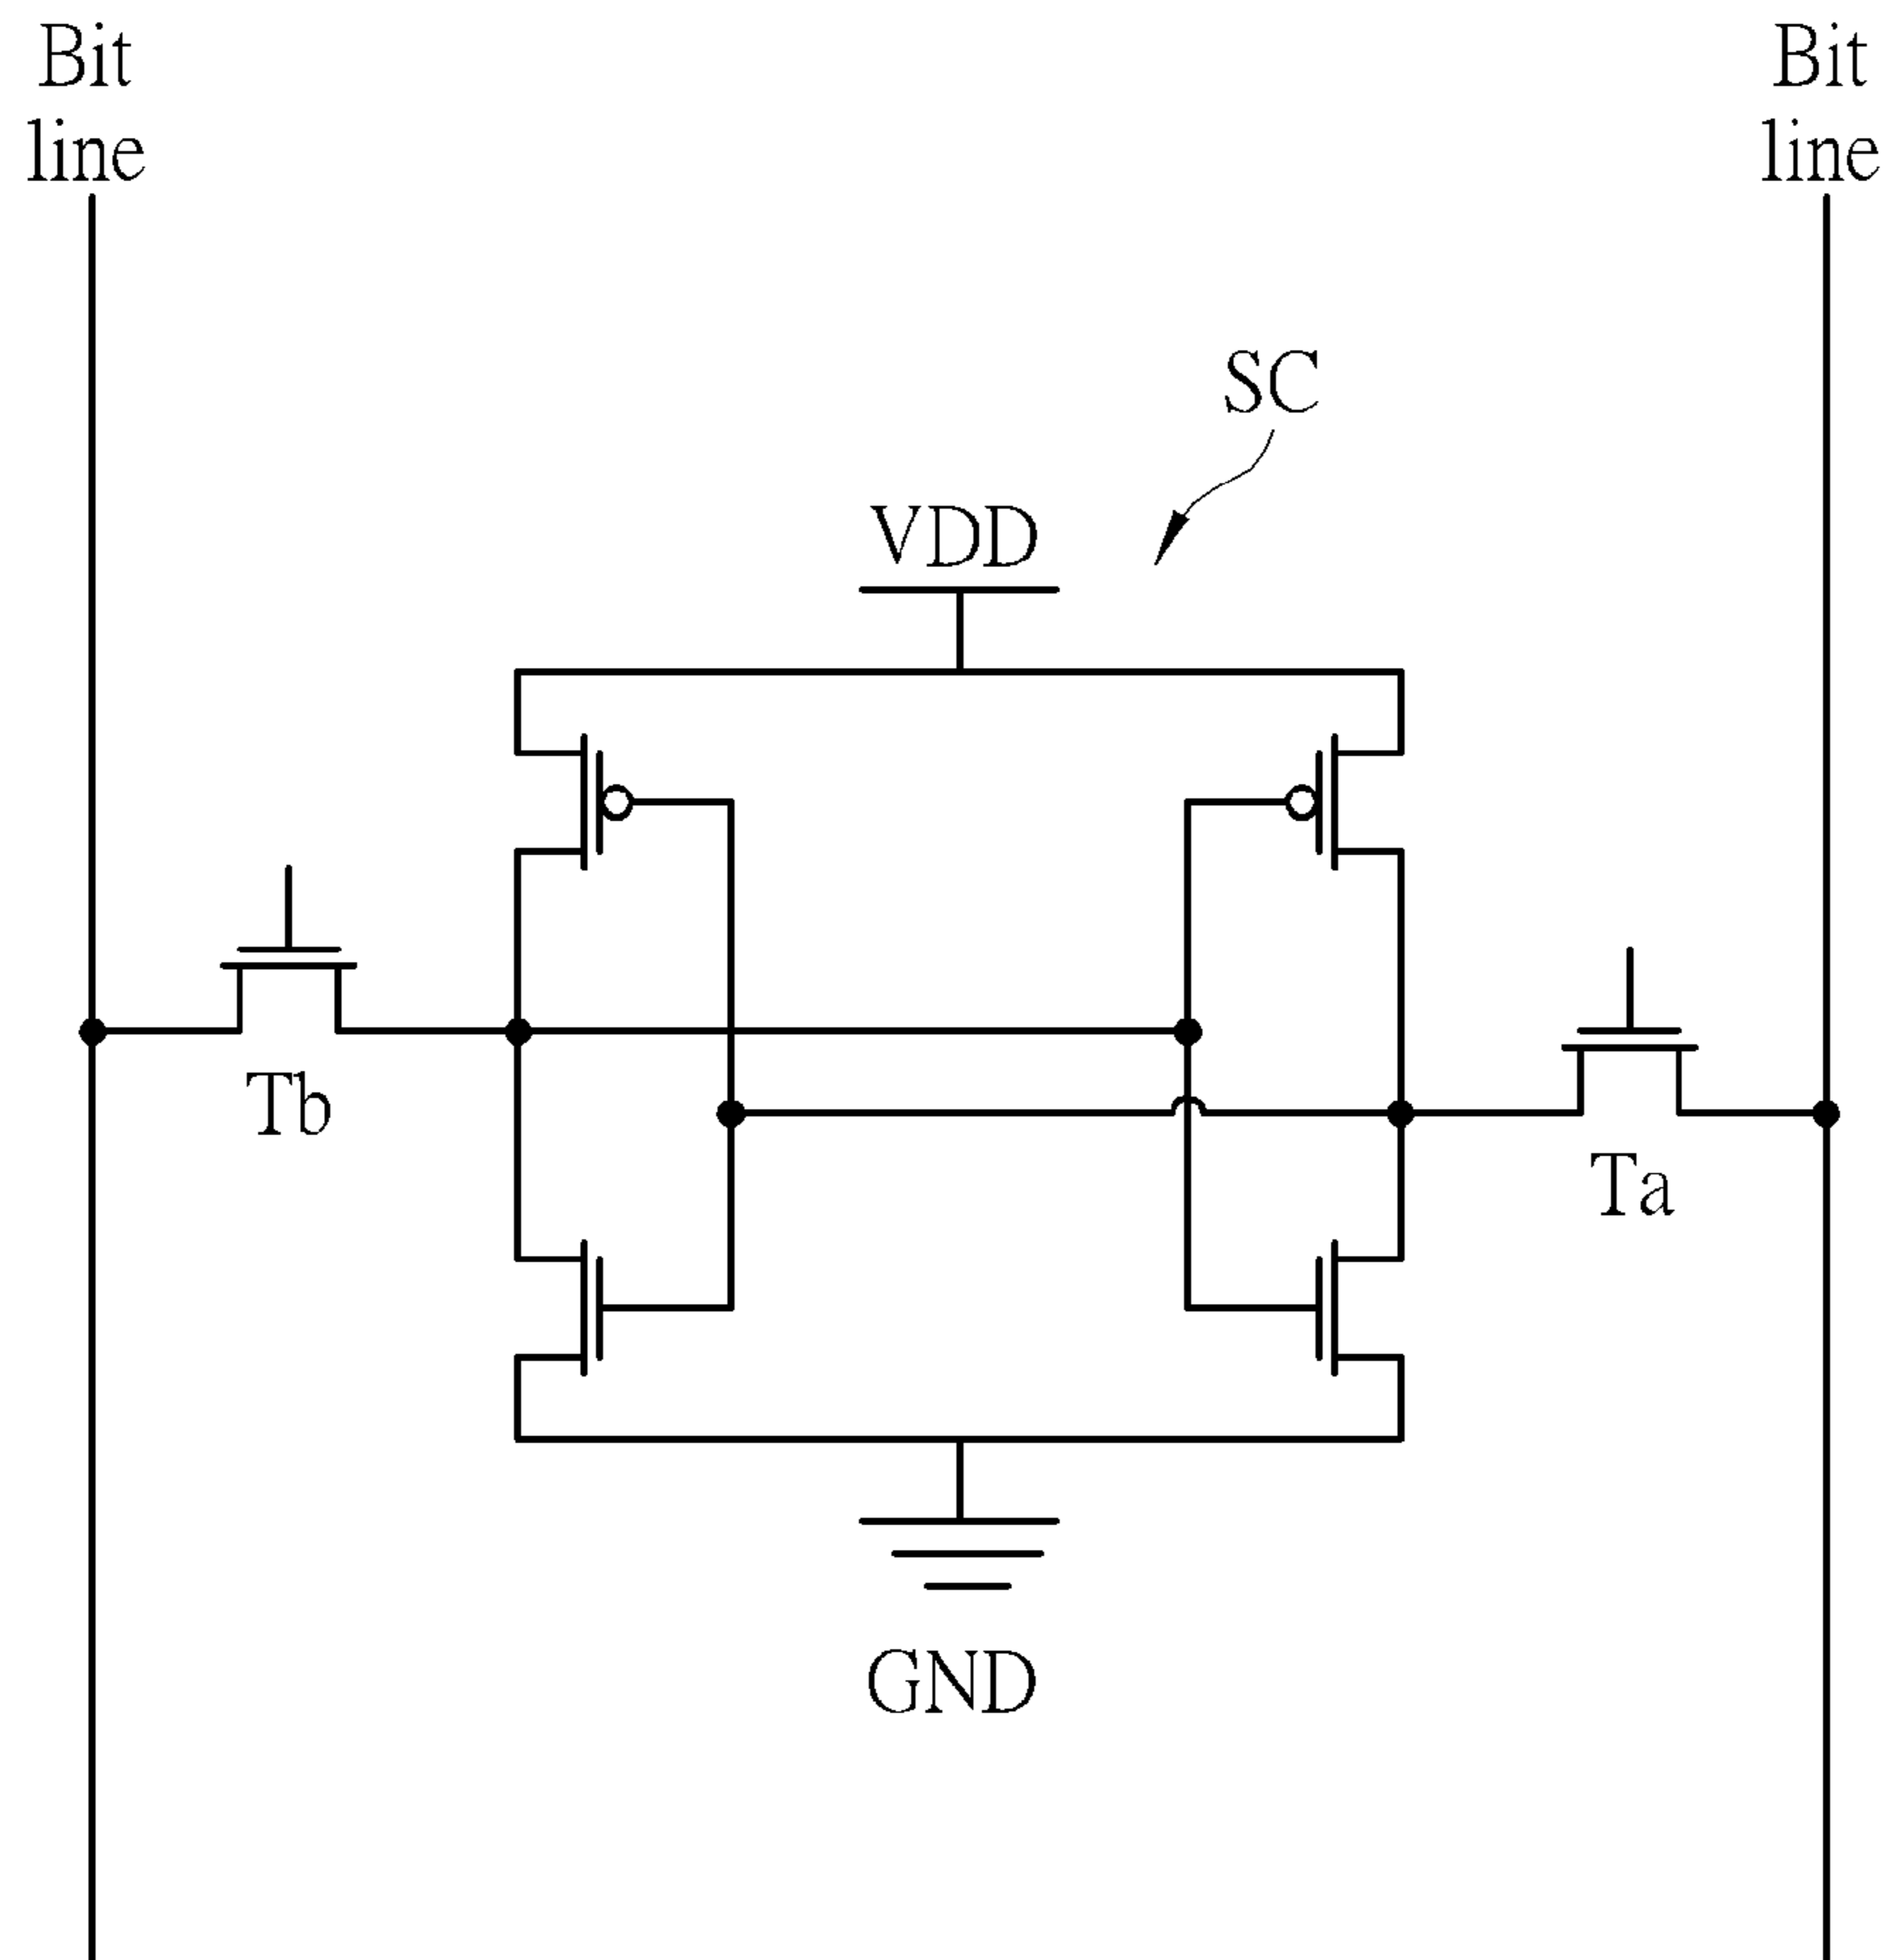 Bit
line
Bit
line
SC
VDD
Tb
Ta
GND